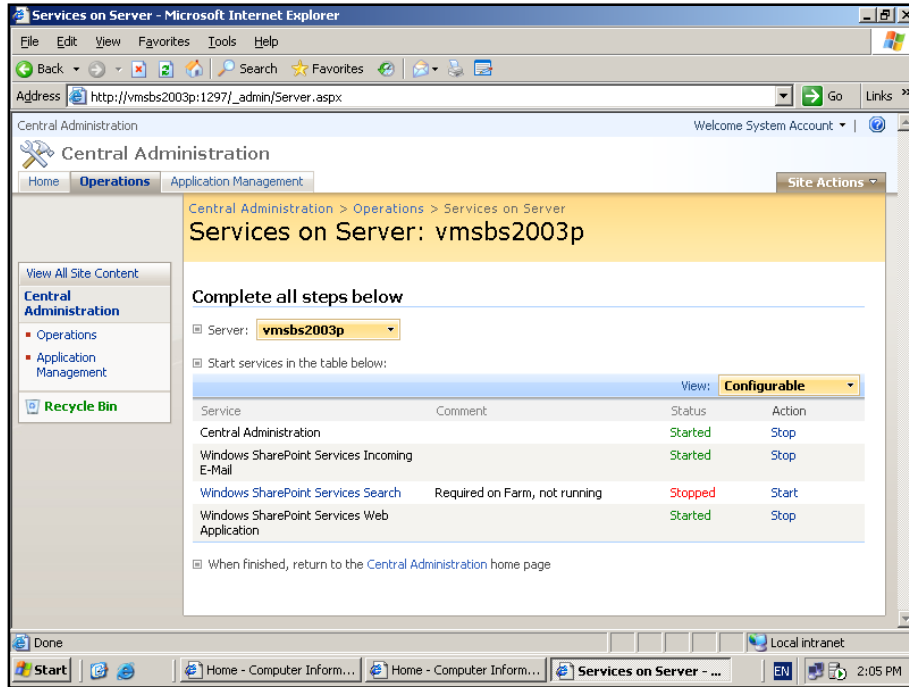 Services on Server - Microsoft Internet Explorer
File Edit View Favorites Tools Help
Back Search Favorites
Address http://vmsbs2003p:1297/_admin/Server.aspx Go Links »
Central Administration Welcome System Account
Central Administration
Home Operations Application Management Site Actions
Central Administration > Operations > Services on Server
Services on Server: vmsbs2003p
View All Site Content
Central
Administration
Operations
Application
Management
Recycle Bin
Complete all steps below
Server: vmsbs2003p
Start services in the table below:
View: Configurable
Service Comment Status Action
Central Administration Started Stop
Windows SharePoint Services Incoming Started Stop
E-Mail
Windows SharePoint Services Search Required on Farm, not running Stopped Start
Windows SharePoint Services Web Started Stop
Application
When finished, return to the Central Administration home page
Done Local intranet
Start Home - Computer Inform... Home - Computer Inform... Services on Server - ... EN 2:05 PM